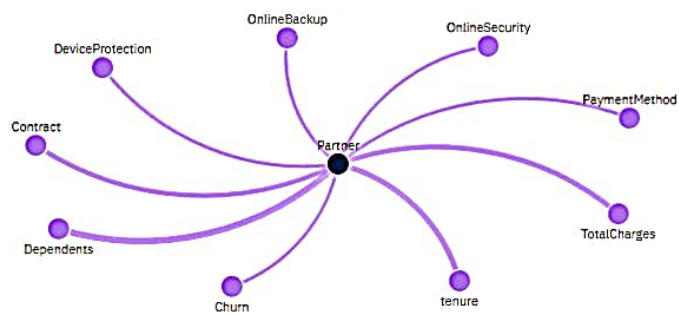 OnlineBackup
OnlineSecurity
DeviceProtection
PaymentMethod
Contract
Partner
TotalCharges
Dependents
Churn
tenure